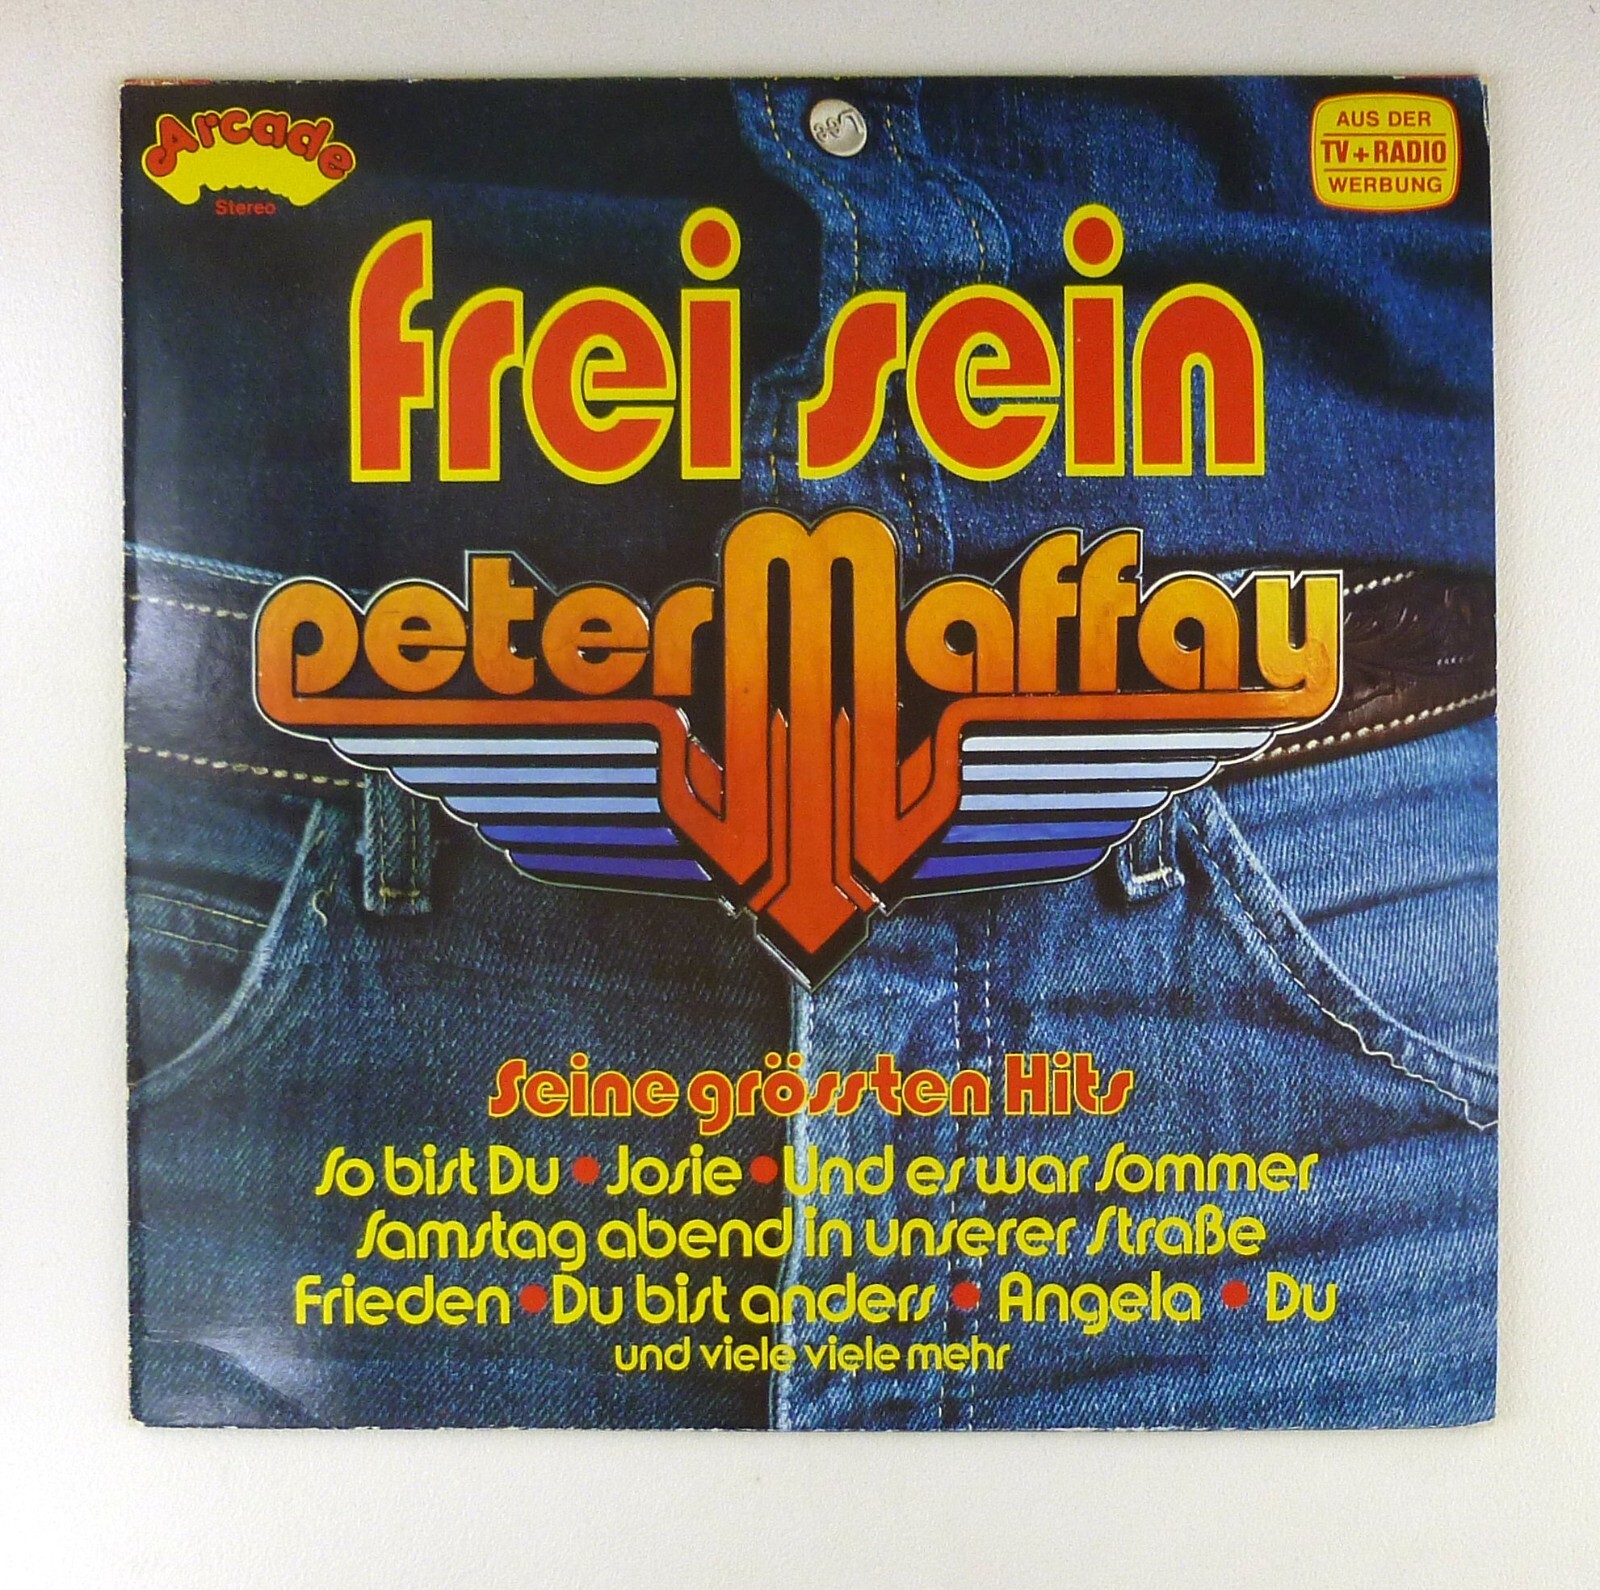 Arcade
Stereo
AUS DER
TV+RADIO
WERBUNG
frei sein
peter Maffay
Seine grössten Hits
So bist Du • Josie • Und es war Sommer
Samstag abend in unserer Straße
Frieden • Du bist anders • Angela • Du
und viele viele mehr